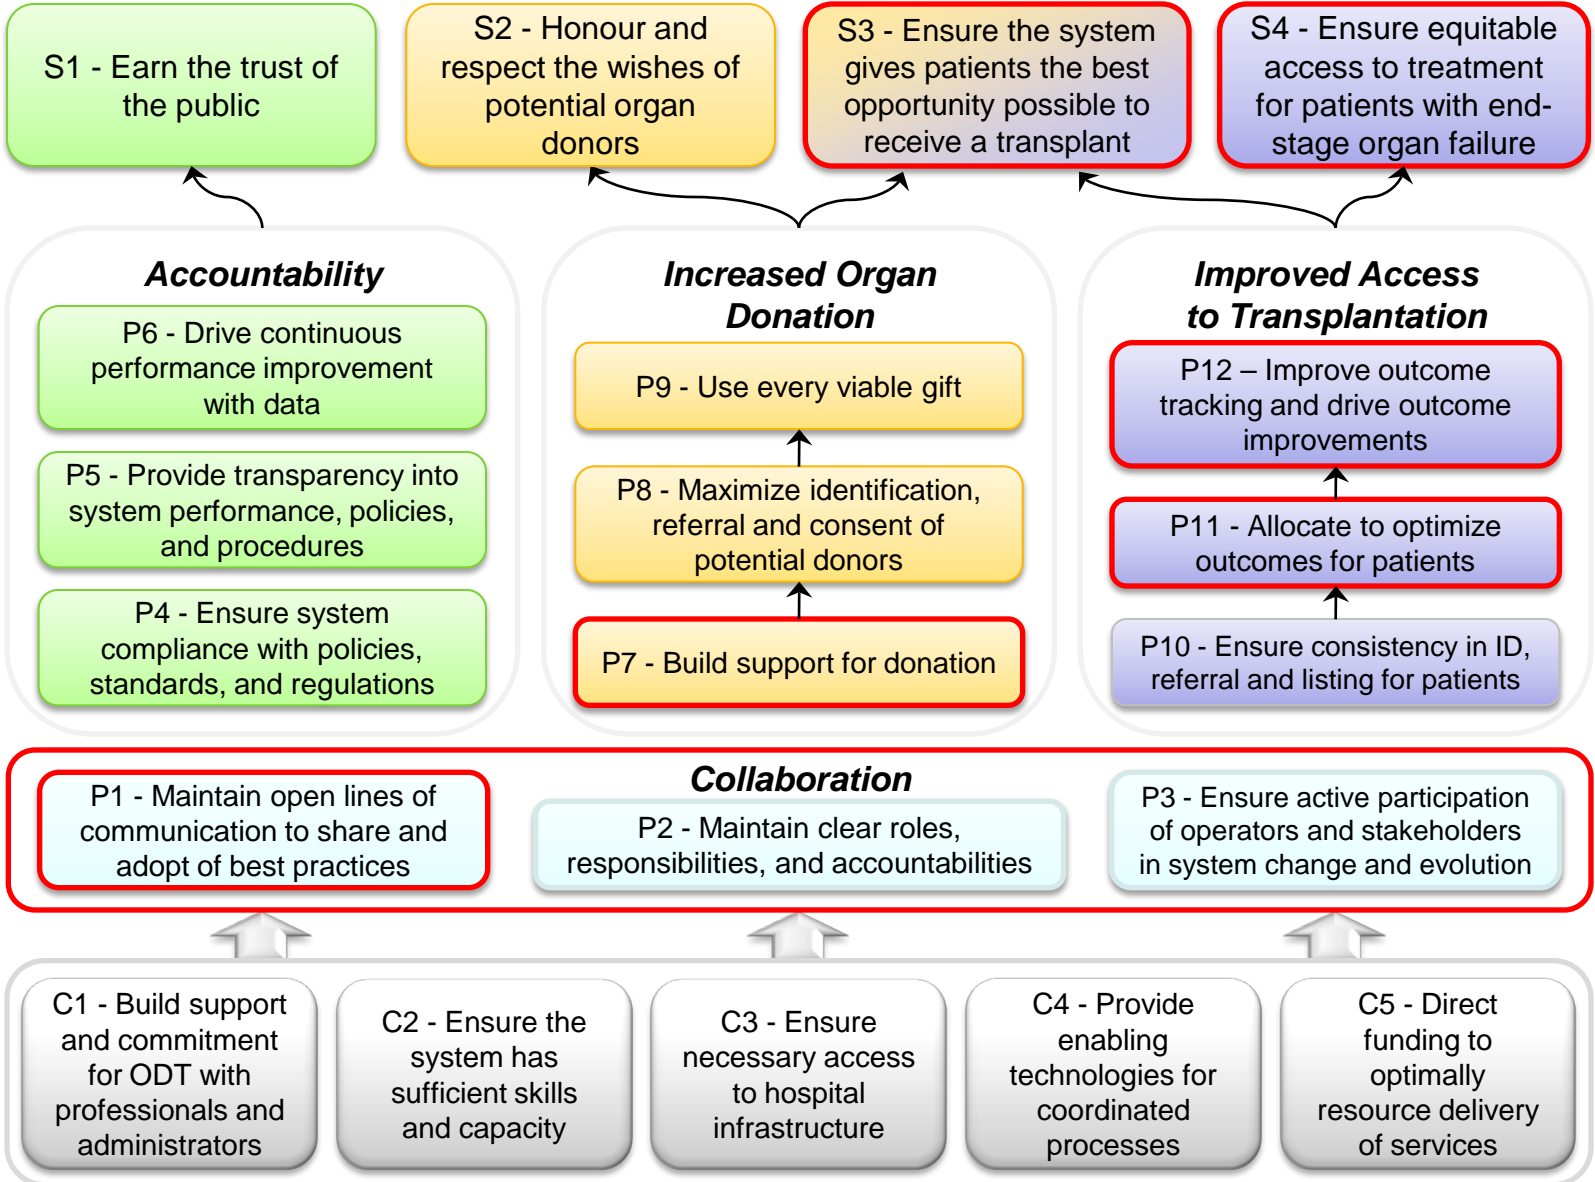 S1 - Earn the trust of
the public
S2 - Honour and
respect the wishes of
potential organ
donors
S3 - Ensure the system
gives patients the best
opportunity possible to
receive a transplant
S4 - Ensure equitable
access to treatment
for patients with end-
stage organ failure
Accountability
P6 - Drive continuous
performance improvement
with data
P5 - Provide transparency into
system performance, policies,
and procedures
P4 - Ensure system
compliance with policies,
standards, and regulations
Increased Organ
Donation
P9 - Use every viable gift
P8 - Maximize identification,
referral and consent of
potential donors
P7 - Build support for donation
Improved Access
to Transplantation
P12 – Improve outcome
tracking and drive outcome
improvements
P11 - Allocate to optimize
outcomes for patients
P10 - Ensure consistency in ID,
referral and listing for patients
Collaboration
P1 - Maintain open lines of
communication to share and
adopt of best practices
P2 - Maintain clear roles,
responsibilities, and accountabilities
P3 - Ensure active participation
of operators and stakeholders
in system change and evolution
C1 - Build support
and commitment
for ODT with
professionals and
administrators
C2 - Ensure the
system has
sufficient skills
and capacity
C3 - Ensure
necessary access
to hospital
infrastructure
C4 - Provide
enabling
technologies for
coordinated
processes
C5 - Direct
funding to
optimally
resource delivery
of services